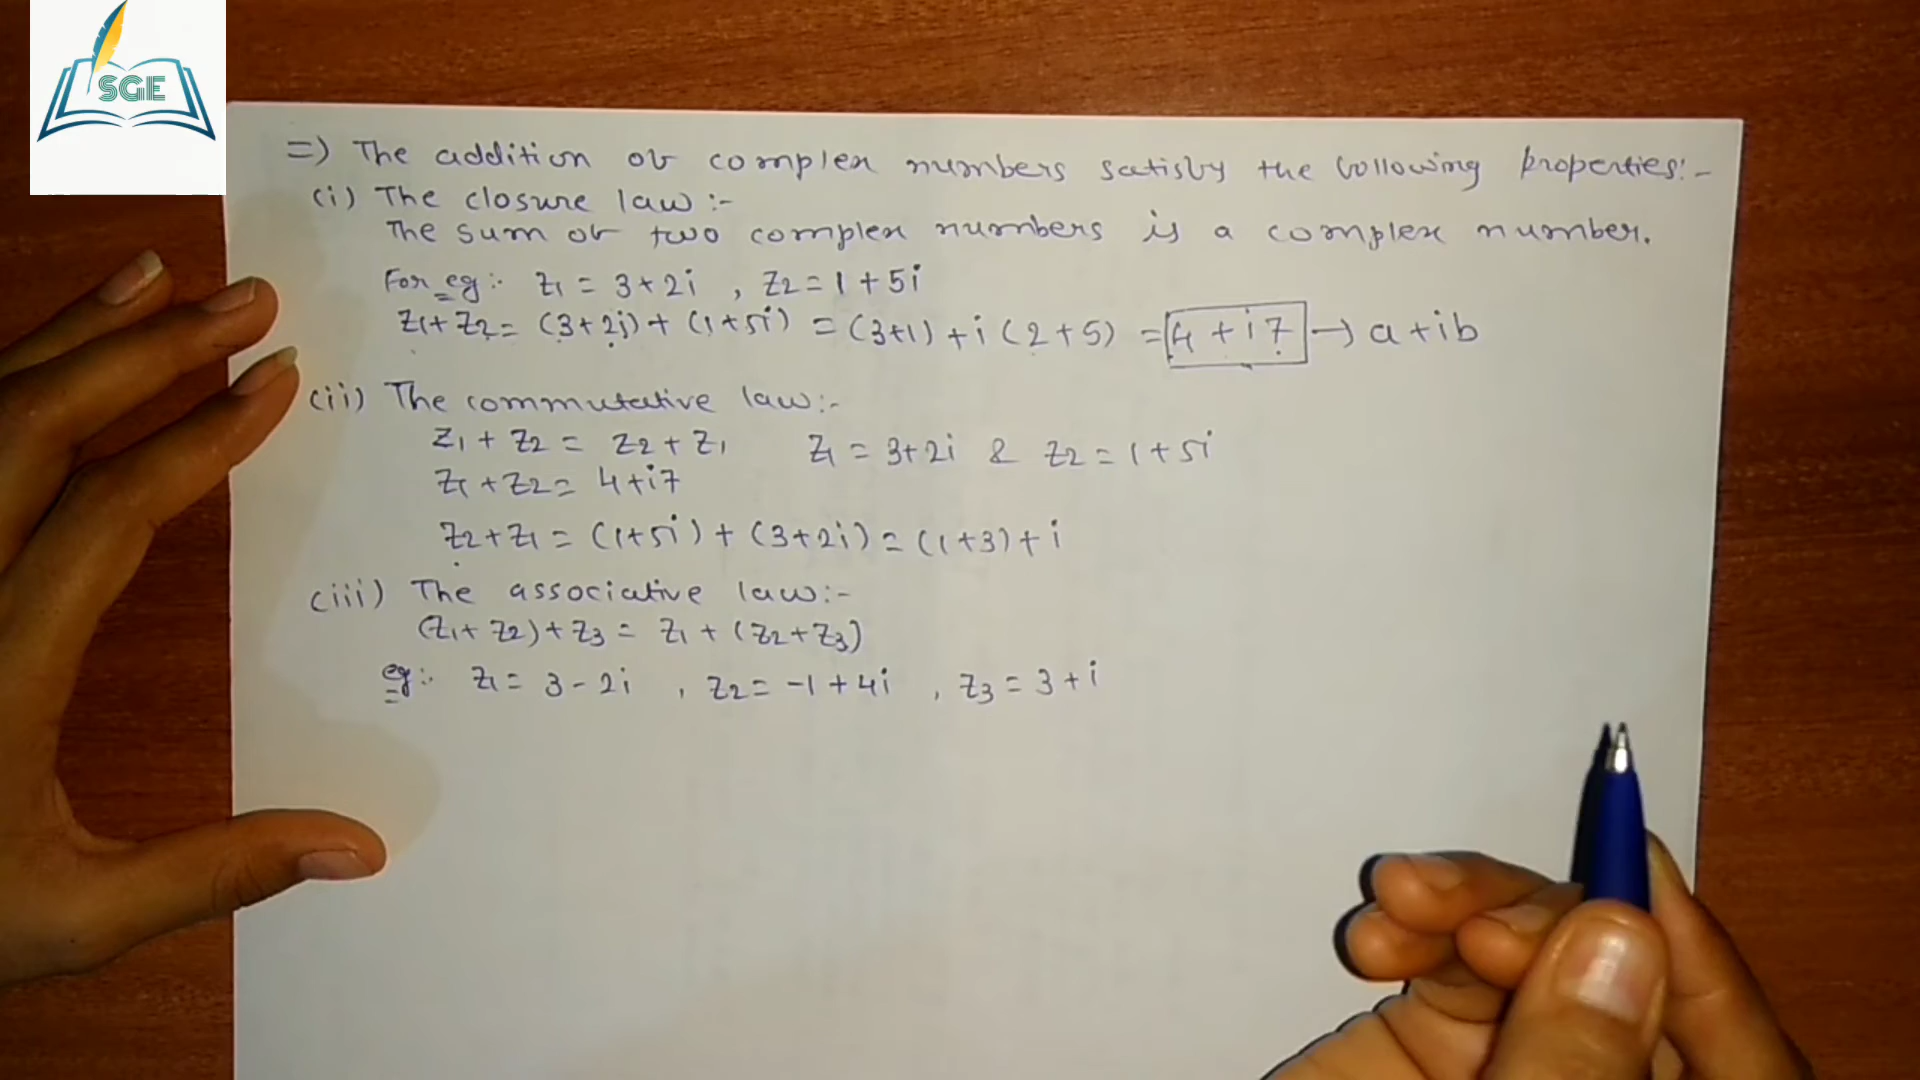 SGE
=) The addition of complex numbers satisfy the following properties:-
(i) The closure law :-
The sum of two complex numbers is a complex number.
For eg:- z1 = 3+2i , z2 = 1+5i
z1+z2 = (3+2i)+(1+5i) = (3+1)+i(2+5) = 4+i7 → a+ib
(ii) The commutative law:-
z1+z2 = z2+z1 z1 = 3+2i & z2 = 1+5i
z1+z2 = 4+i7
z2+z1 = (1+5i)+(3+2i) = (1+3)+i
(iii) The associative law:-
(z1+z2)+z3 = z1+(z2+z3)
eg:- z1 = 3-2i , z2 = -1+4i , z3 = 3+i